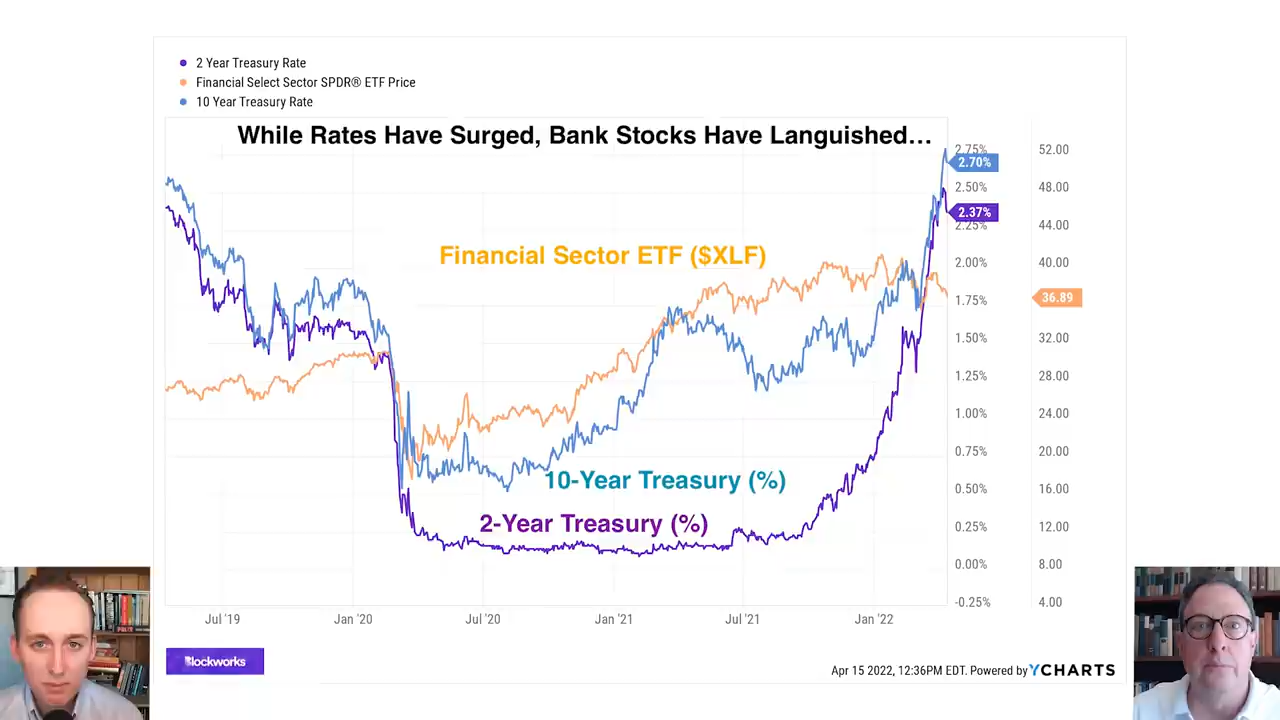 2 Year Treasury Rate
Financial Select Sector SPDR® ETF Price
10 Year Treasury Rate
While Rates Have Surged, Bank Stocks Have Languished…
2.75% 52.00
2.70%
2.50% 48.00
2.37%
2.25% 44.00
Financial Sector ETF ($XLF)
2.00% 40.00
1.75% 36.89
1.50% 32.00
1.25% 28.00
1.00% 24.00
0.75% 20.00
10-Year Treasury (%)
0.50% 16.00
2-Year Treasury (%)
0.25% 12.00
0.00% 8.00
-0.25% 4.00
Jul '19 Jan '20 Jul '20 Jan '21 Jul '21 Jan '22
Blockworks
Apr 15 2022, 12:36PM EDT. Powered by YCHARTS